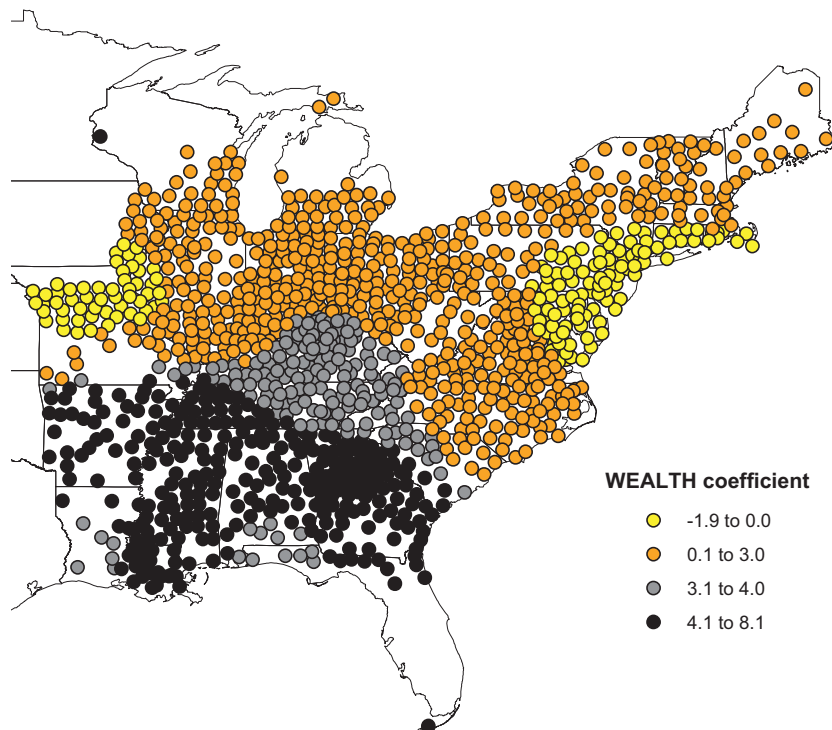 WEALTH coefficient
-1.9 to 0.0
0.1 to 3.0
3.1 to 4.0
4.1 to 8.1